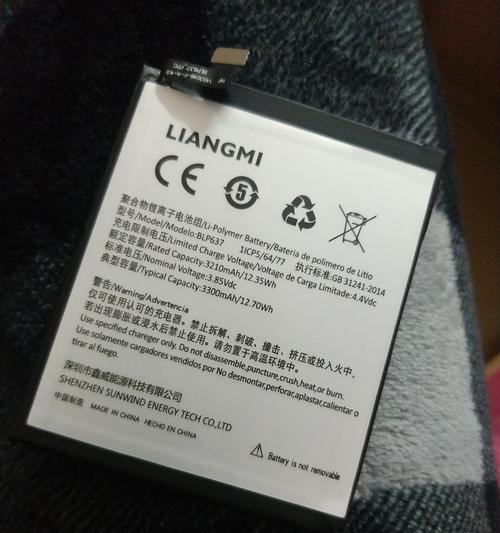 BLP637_FPC
LIANGMI
CE
5
聚合物锂离子电池组/Li-Polymer Battery/Bateria de polimero de Litio
型号/Model/Modelo:BLP637 1ICP5/64/77 执行标准:GB 31241-2014
充电限制电压/Limited Charge Voltage/Voltage de Carga Limitade:4.4Vdc
额定容量/Rated Capacity:3210mAh/12.35Wh
标称电压/Nominal Voltage:3.85Vdc
典型容量/Typical Capacity:3300mAh/12.70Wh
警告/Warning/Advertencia
仅可使用认可的充电器。禁止拆解、刺破、撞击、挤压或投入火中.
若出现膨胀或浸水后禁止使用。请勿置于高温环境中。
Use specified charger only. Do not disassemble,puncture,crush,heat,or burn.
Use solamente cargadores vendidos por No desmontar,perforar,aplastar,calientar o
tirar al fuego.
深圳市鑫威能源科技有限公司
SHENZHEN SUNWIND ENERGY TECH CO.,LTD
中国制造 MADE IN CHINA HECHO EN CHINA
Battery is not removable